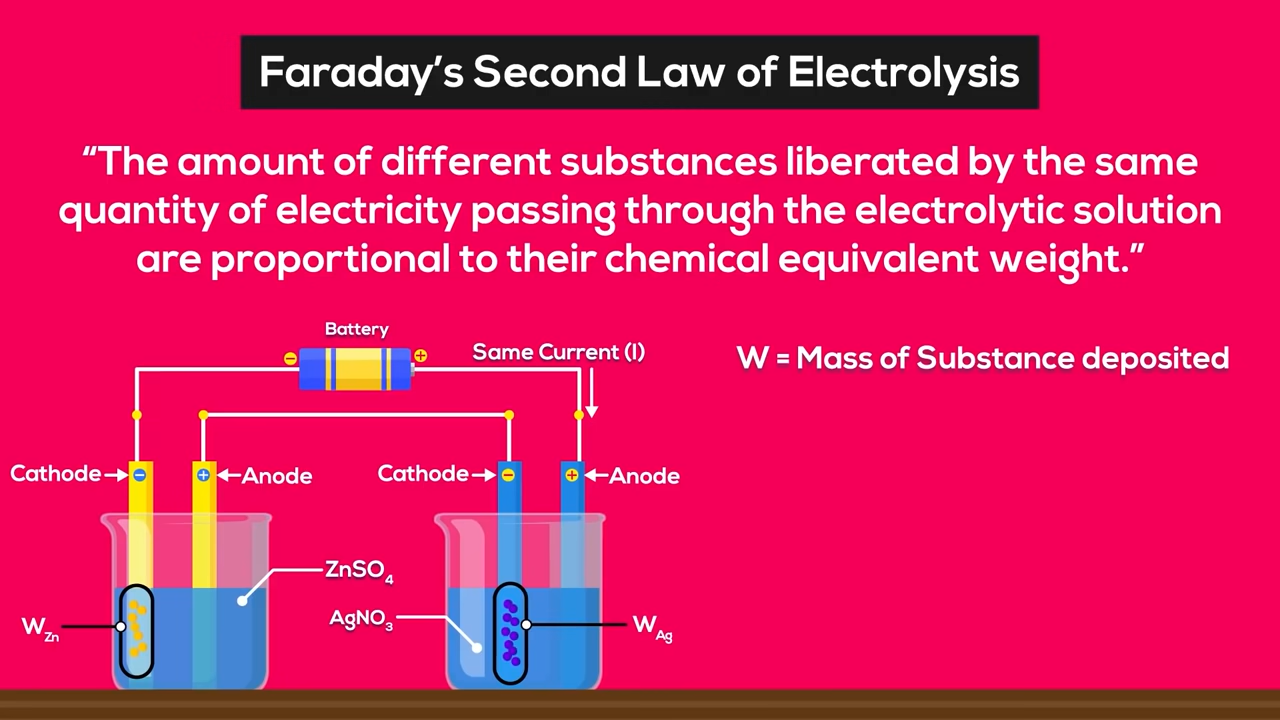 Faraday's Second Law of Electrolysis
“The amount of different substances liberated by the same
quantity of electricity passing through the electrolytic solution
are proportional to their chemical equivalent weight.”
Battery
Same Current (I)
W = Mass of Substance deposited
Cathode
Anode
Cathode
Anode
ZnSO₄
AgNO₃
W_Zn
W_Ag